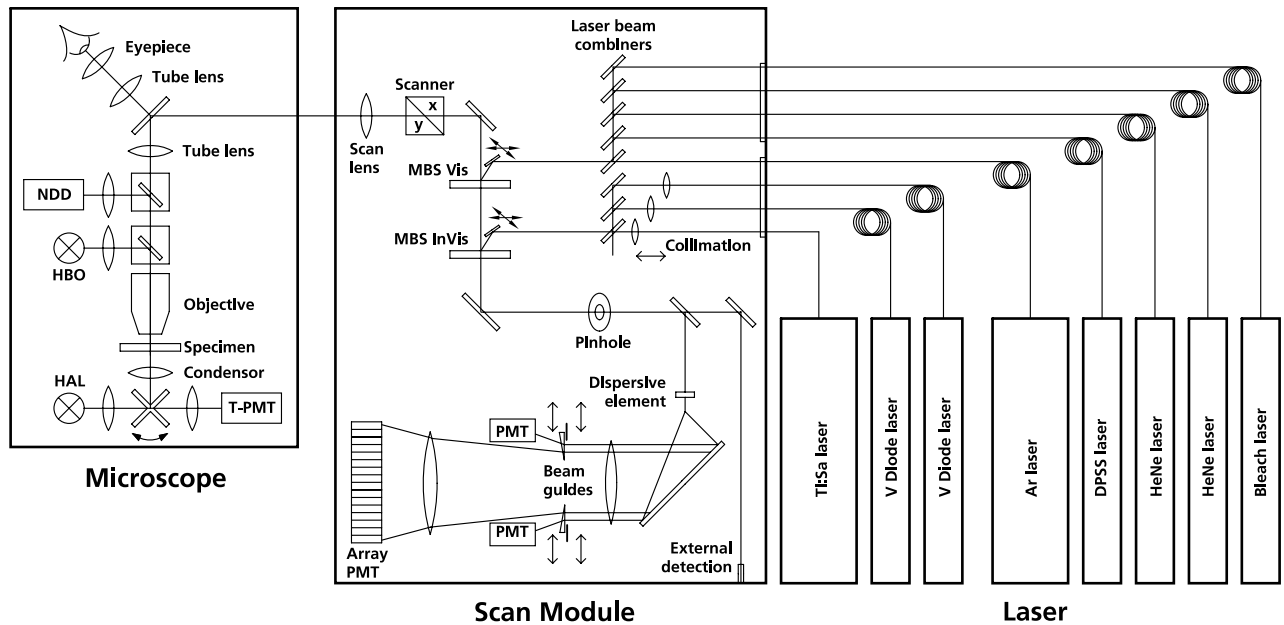 Eyepiece
Tube lens
Tube lens
NDD
HBO
Objective
Specimen
Condensor
HAL
T-PMT
Microscope
Laser beam
combiners
Scanner
x
y
Scan
lens
MBS Vis
MBS InVis
Collimation
Pinhole
Dispersive
element
PMT
Beam
guides
PMT
Array
PMT
External
detection
Scan Module
Ti:Sa laser
V Diode laser
V Diode laser
Ar laser
DPSS laser
HeNe laser
HeNe laser
Bleach laser
Laser